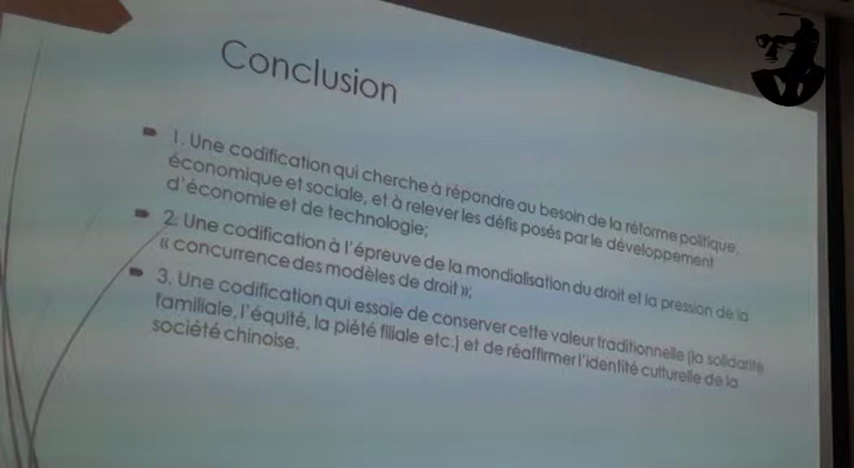 Conclusion
1. Une codification qui cherche à répondre au besoin de la réforme politique,
économique et sociale, et à relever les défis posés par le développement
d'économie et de technologie;
2. Une codification à l'épreuve de la mondialisation du droit et la pression de la
« concurrence des modèles de droit »;
3. Une codification qui essaie de conserver cette valeur traditionnelle (la solidarité
familiale, l'équité, la piété filiale etc.) et de réaffirmer l'identité culturelle de la
société chinoise.